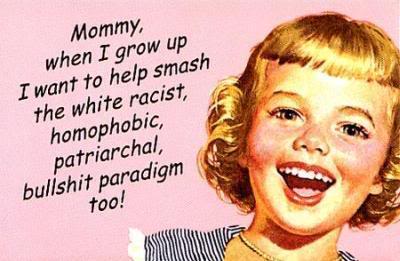 Mommy,
when I grow up
I want to help smash
the white racist,
homophobic,
patriarchal,
bullshit paradigm
too!